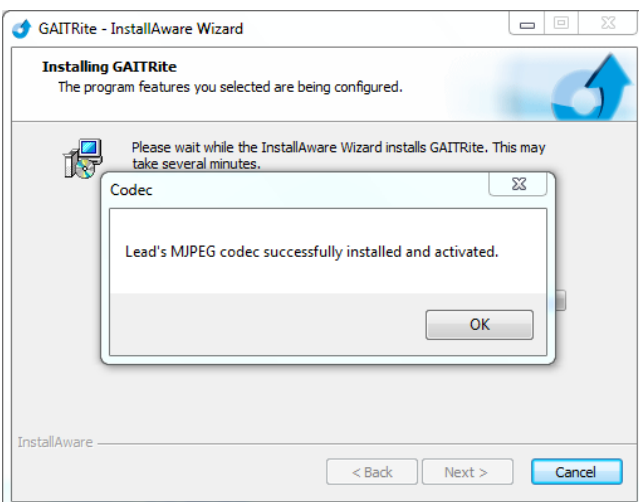 GAITRite - InstallAware Wizard
Installing GAITRite
The program features you selected are being configured.
Please wait while the InstallAware Wizard installs GAITRite. This may
take several minutes.
Codec
Lead's MJPEG codec successfully installed and activated.
OK
InstallAware
< Back
Next >
Cancel